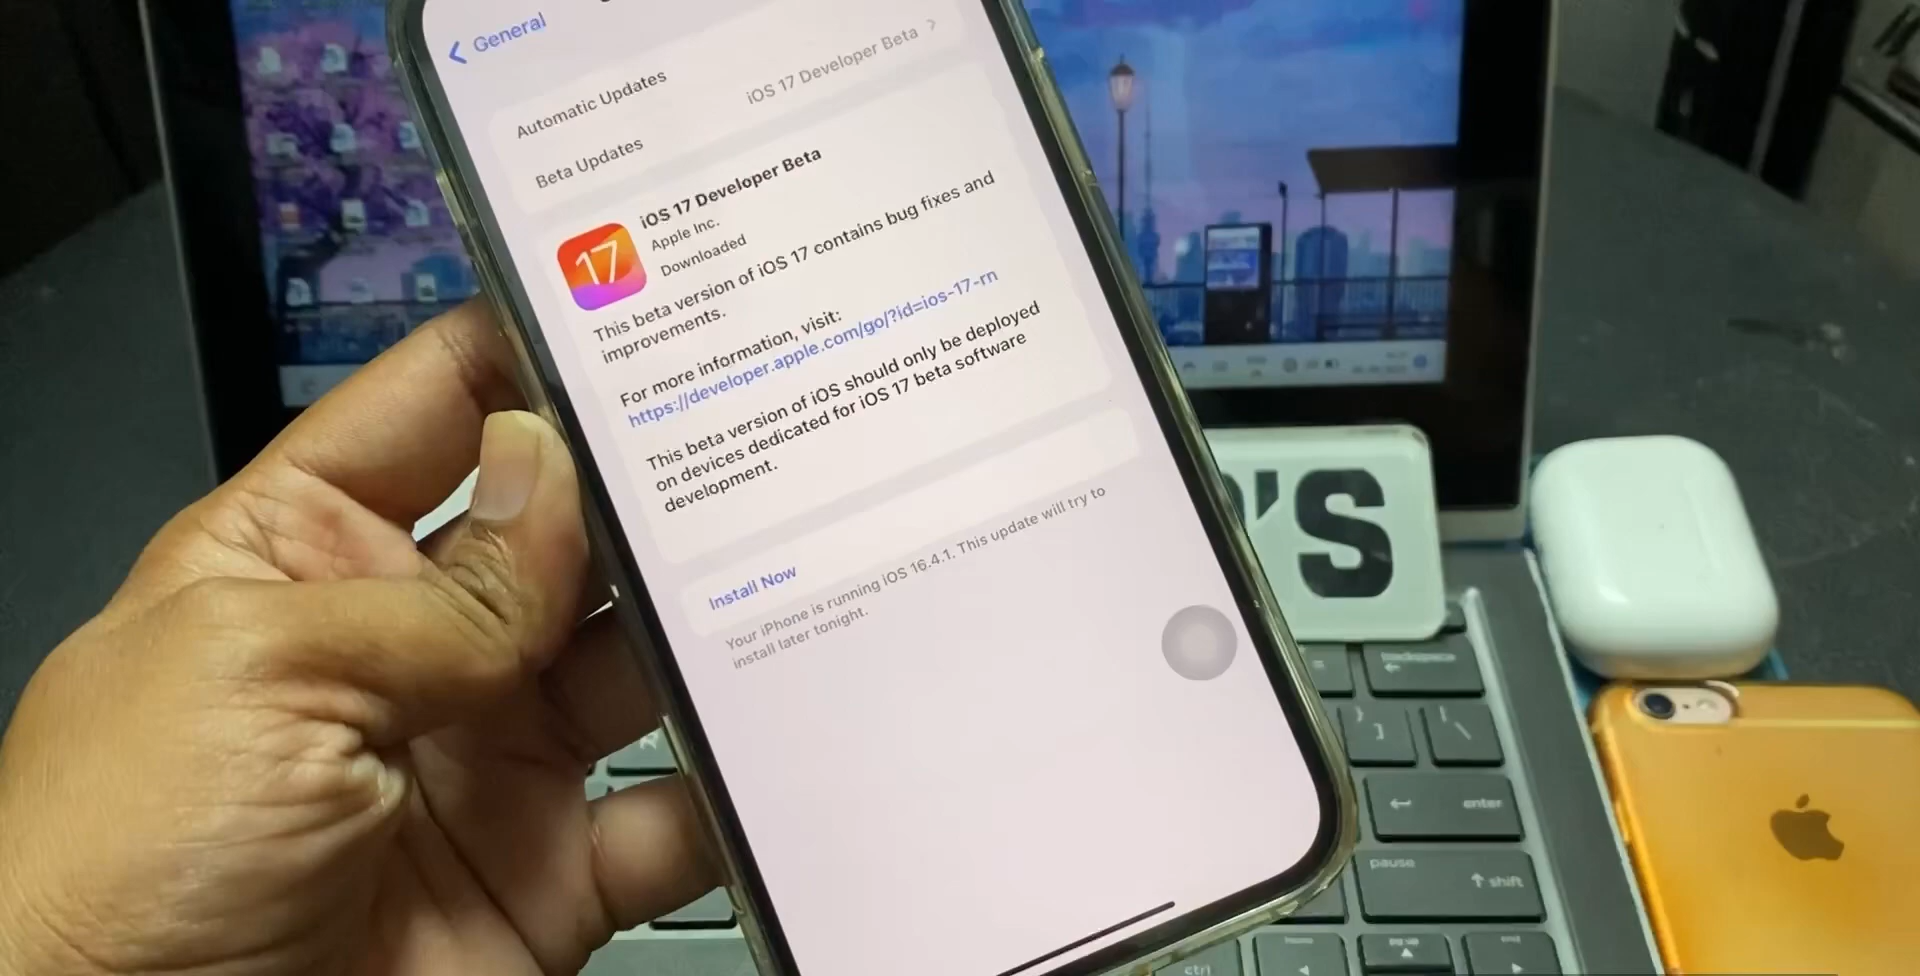 General
Automatic Updates
Beta Updates
iOS 17 Developer Beta
17
iOS 17 Developer Beta
Apple Inc.
Downloaded
This beta version of iOS 17 contains bug fixes and
improvements.
For more information, visit:
https://developer.apple.com/go/?id=ios-17-rn
This beta version of iOS should only be deployed
on devices dedicated for iOS 17 beta software
development.
Install Now
Your iPhone is running iOS 16.4.1. This update will try to
install later tonight.
'S
backspace
enter
pause
shift
ctrl
home
end